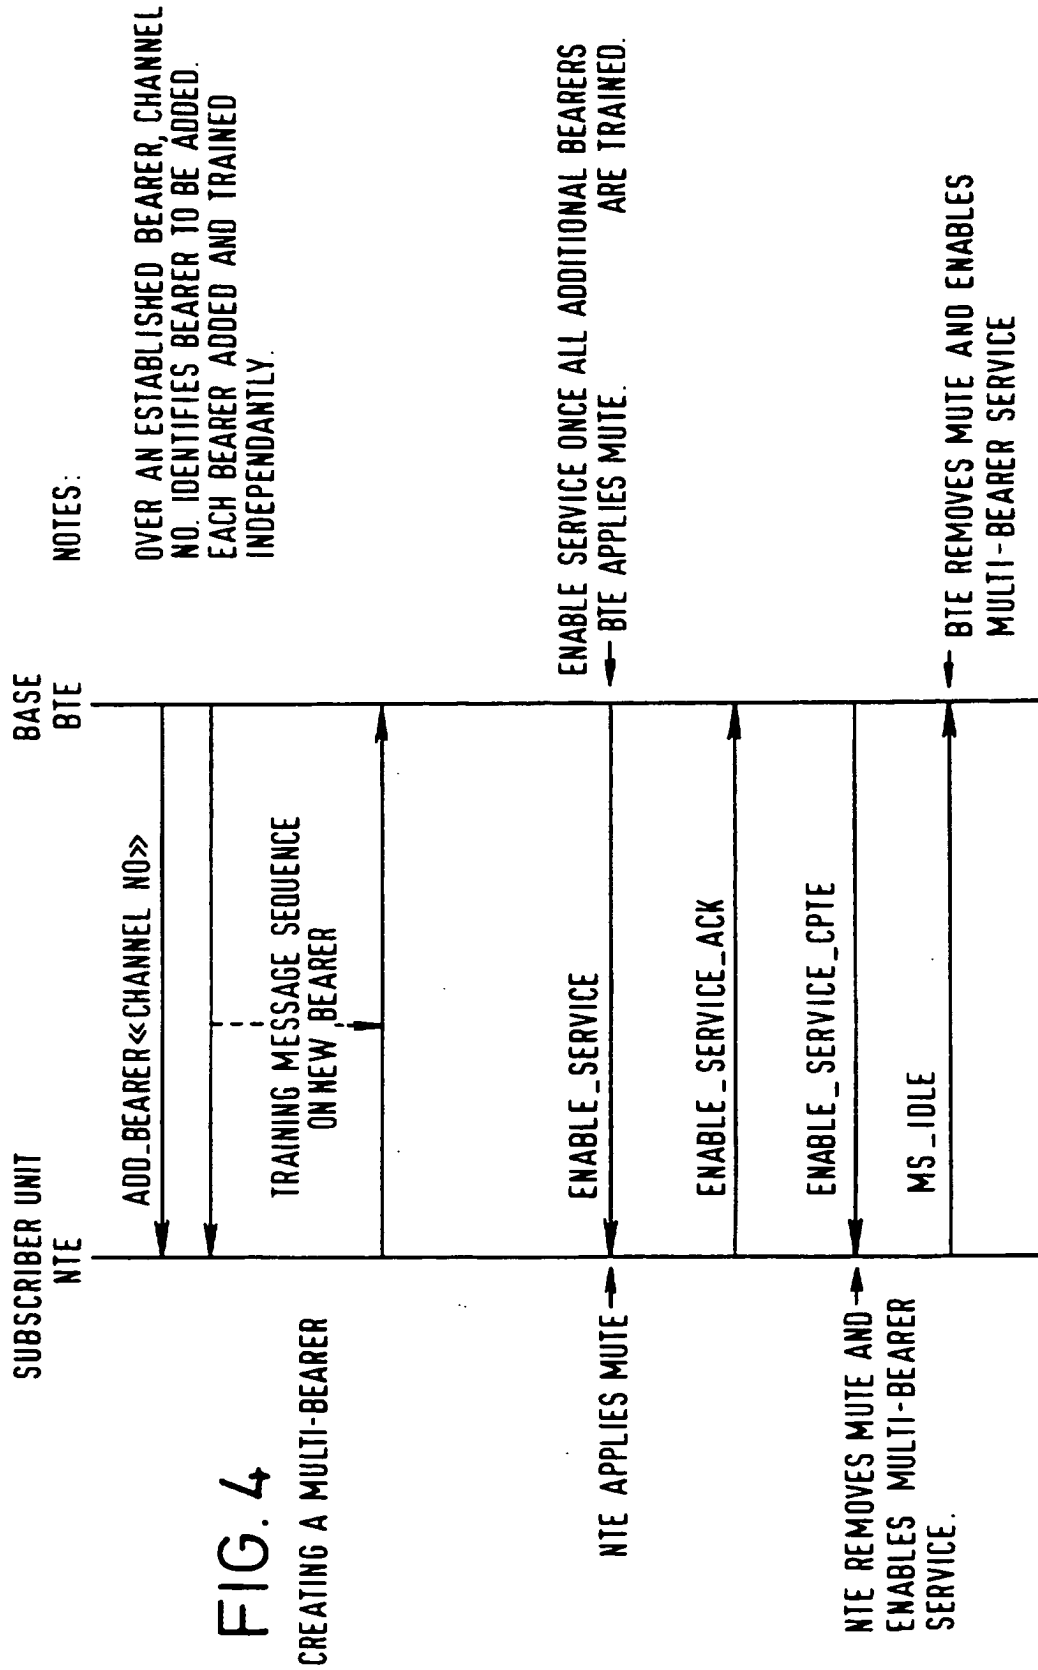 SUBSCRIBER UNIT
NTE
BASE
BTE
NOTES:
ADD_BEARER<<CHANNEL NO>>
OVER AN ESTABLISHED BEARER, CHANNEL
NO. IDENTIFIES BEARER TO BE ADDED.
EACH BEARER ADDED AND TRAINED
INDEPENDANTLY.
FIG. 4
CREATING A MULTI-BEARER
TRAINING MESSAGE SEQUENCE
ON NEW BEARER
NTE APPLIES MUTE
ENABLE_SERVICE
ENABLE SERVICE ONCE ALL ADDITIONAL BEARERS
BTE APPLIES MUTE. ARE TRAINED.
ENABLE_SERVICE_ACK
ENABLE_SERVICE_CPTE
NTE REMOVES MUTE AND
ENABLES MULTI-BEARER
SERVICE.
MS_IDLE
BTE REMOVES MUTE AND ENABLES
MULTI-BEARER SERVICE